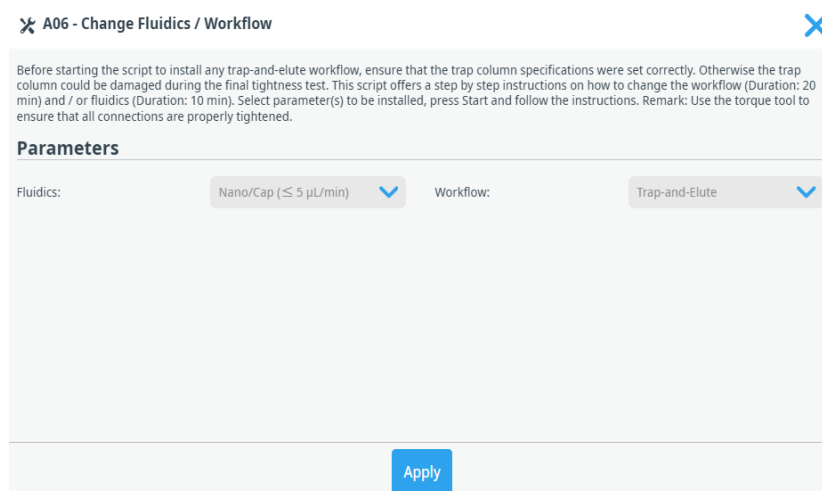 A06 - Change Fluidics / Workflow
Before starting the script to install any trap-and-elute workflow, ensure that the trap column specifications were set correctly. Otherwise the trap
column could be damaged during the final tightness test. This script offers a step by step instructions on how to change the workflow (Duration: 20
min) and / or fluidics (Duration: 10 min). Select parameter(s) to be installed, press Start and follow the instructions. Remark: Use the torque tool to
ensure that all connections are properly tightened.
Parameters
Fluidics: Nano/Cap (≤ 5 µL/min) Workflow: Trap-and-Elute
Apply